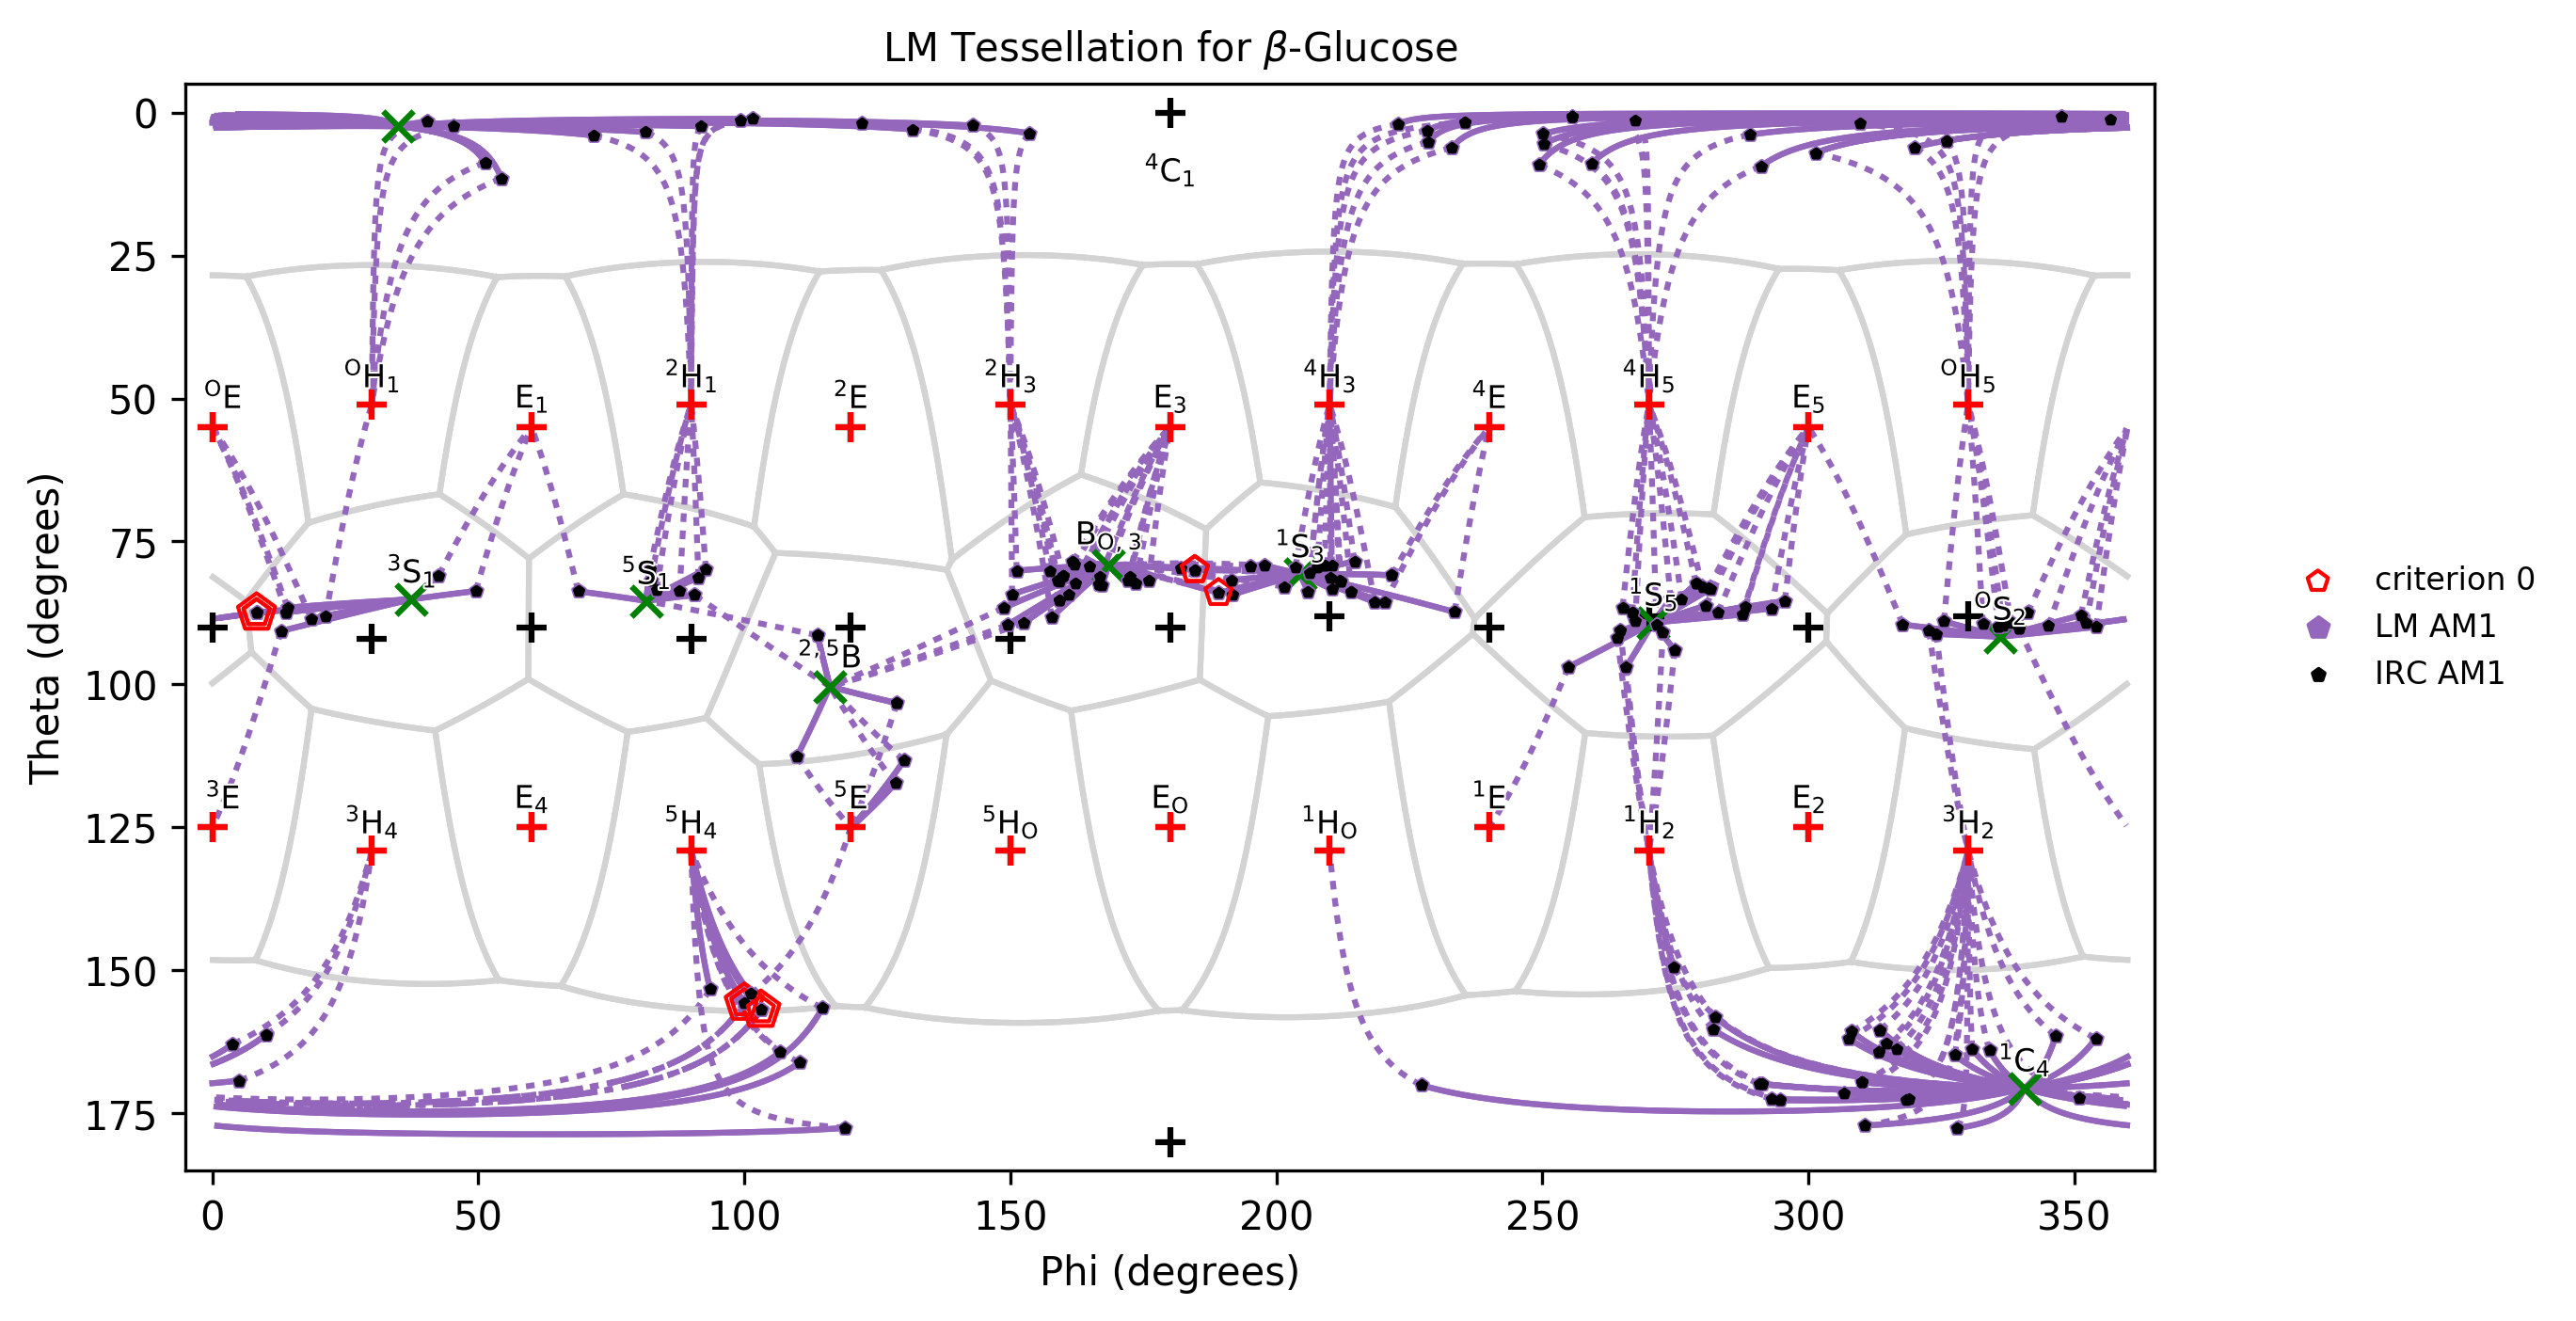 LM Tessellation for β-Glucose
Theta (degrees)
0
25
50
75
100
125
150
175
⁴C₁
ᴼE
ᴼH₁
E₁
²H₁
²E
²H₃
E₃
⁴H₃
⁴E
⁴H₅
E₅
ᴼH₅
³S₁
⁵S₁
B_O,3
¹S₃
¹S₅
ᴼS₂
²,⁵B
³E
³H₄
E₄
⁵H₄
⁵E
⁵H_O
E_O
¹H_O
¹E
¹H₂
E₂
³H₂
¹C₄
0
50
100
150
200
250
300
350
Phi (degrees)
criterion 0
LM AM1
IRC AM1